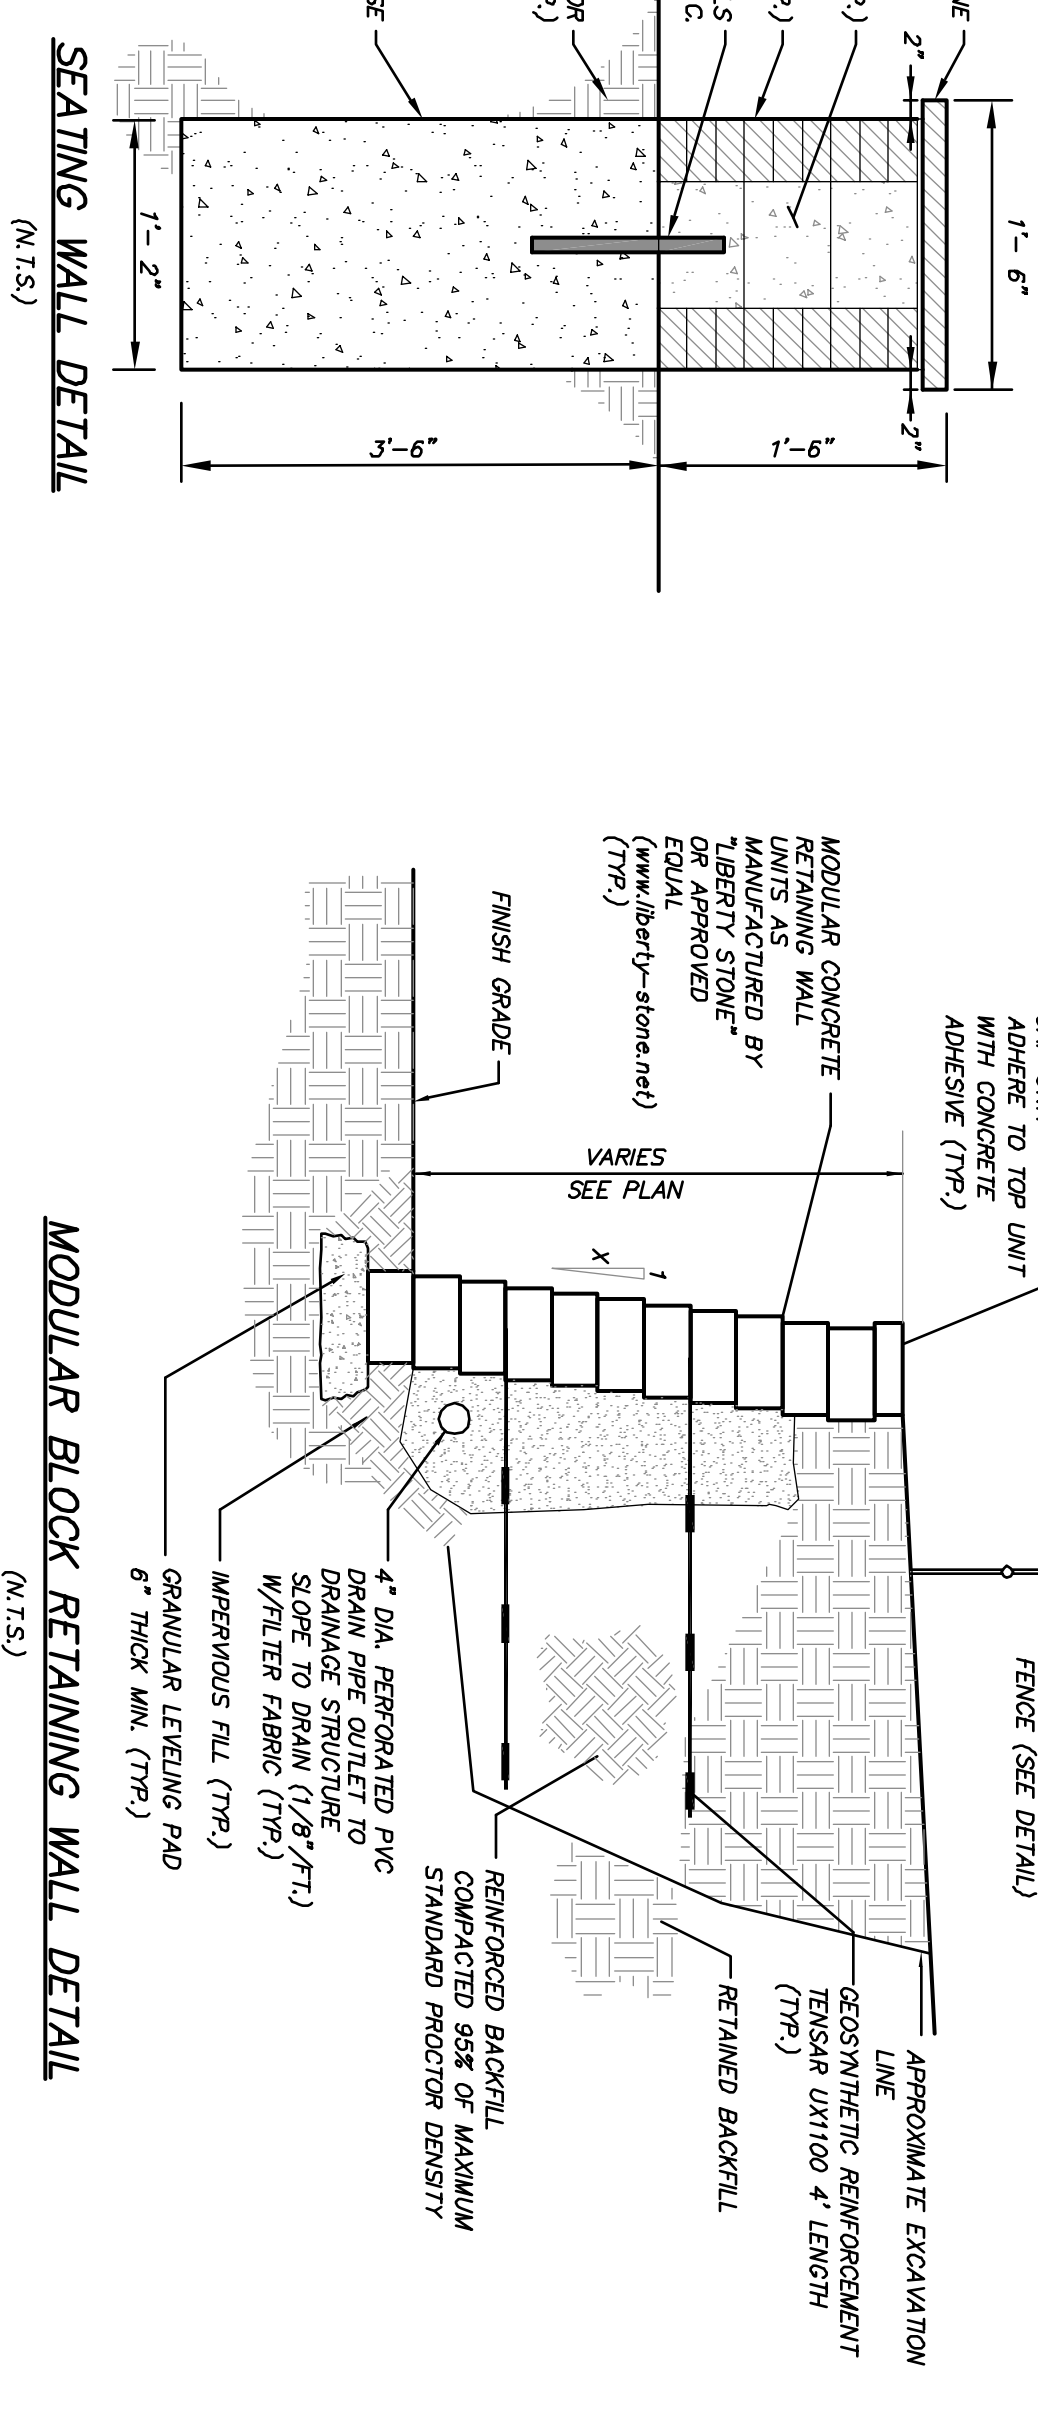 NE
2"
1'- 6"
P.)
P.)
LS
C.
OR
P.)
SE
2"
1'-6"
3'-6"
1'- 2"
SEATING WALL DETAIL
(N.T.S.)
ADHERE TO TOP UNIT
WITH CONCRETE
ADHESIVE (TYP.)
MODULAR CONCRETE
RETAINING WALL
UNITS AS
MANUFACTURED BY
"LIBERTY STONE"
OR APPROVED
EQUAL
(www.liberty-stone.net)
(TYP.)
FINISH GRADE
VARIES
SEE PLAN
1
X
FENCE (SEE DETAIL)
APPROXIMATE EXCAVATION
LINE
GEOSYNTHETIC REINFORCEMENT
TENSAR UX1100 4' LENGTH
(TYP.)
RETAINED BACKFILL
REINFORCED BACKFILL
COMPACTED 95% OF MAXIMUM
STANDARD PROCTOR DENSITY
4" DIA. PERFORATED PVC
DRAIN PIPE OUTLET TO
DRAINAGE STRUCTURE
SLOPE TO DRAIN (1/8"/FT.)
W/FILTER FABRIC (TYP.)
IMPERVIOUS FILL (TYP.)
GRANULAR LEVELING PAD
6" THICK MIN. (TYP.)
MODULAR BLOCK RETAINING WALL DETAIL
(N.T.S.)